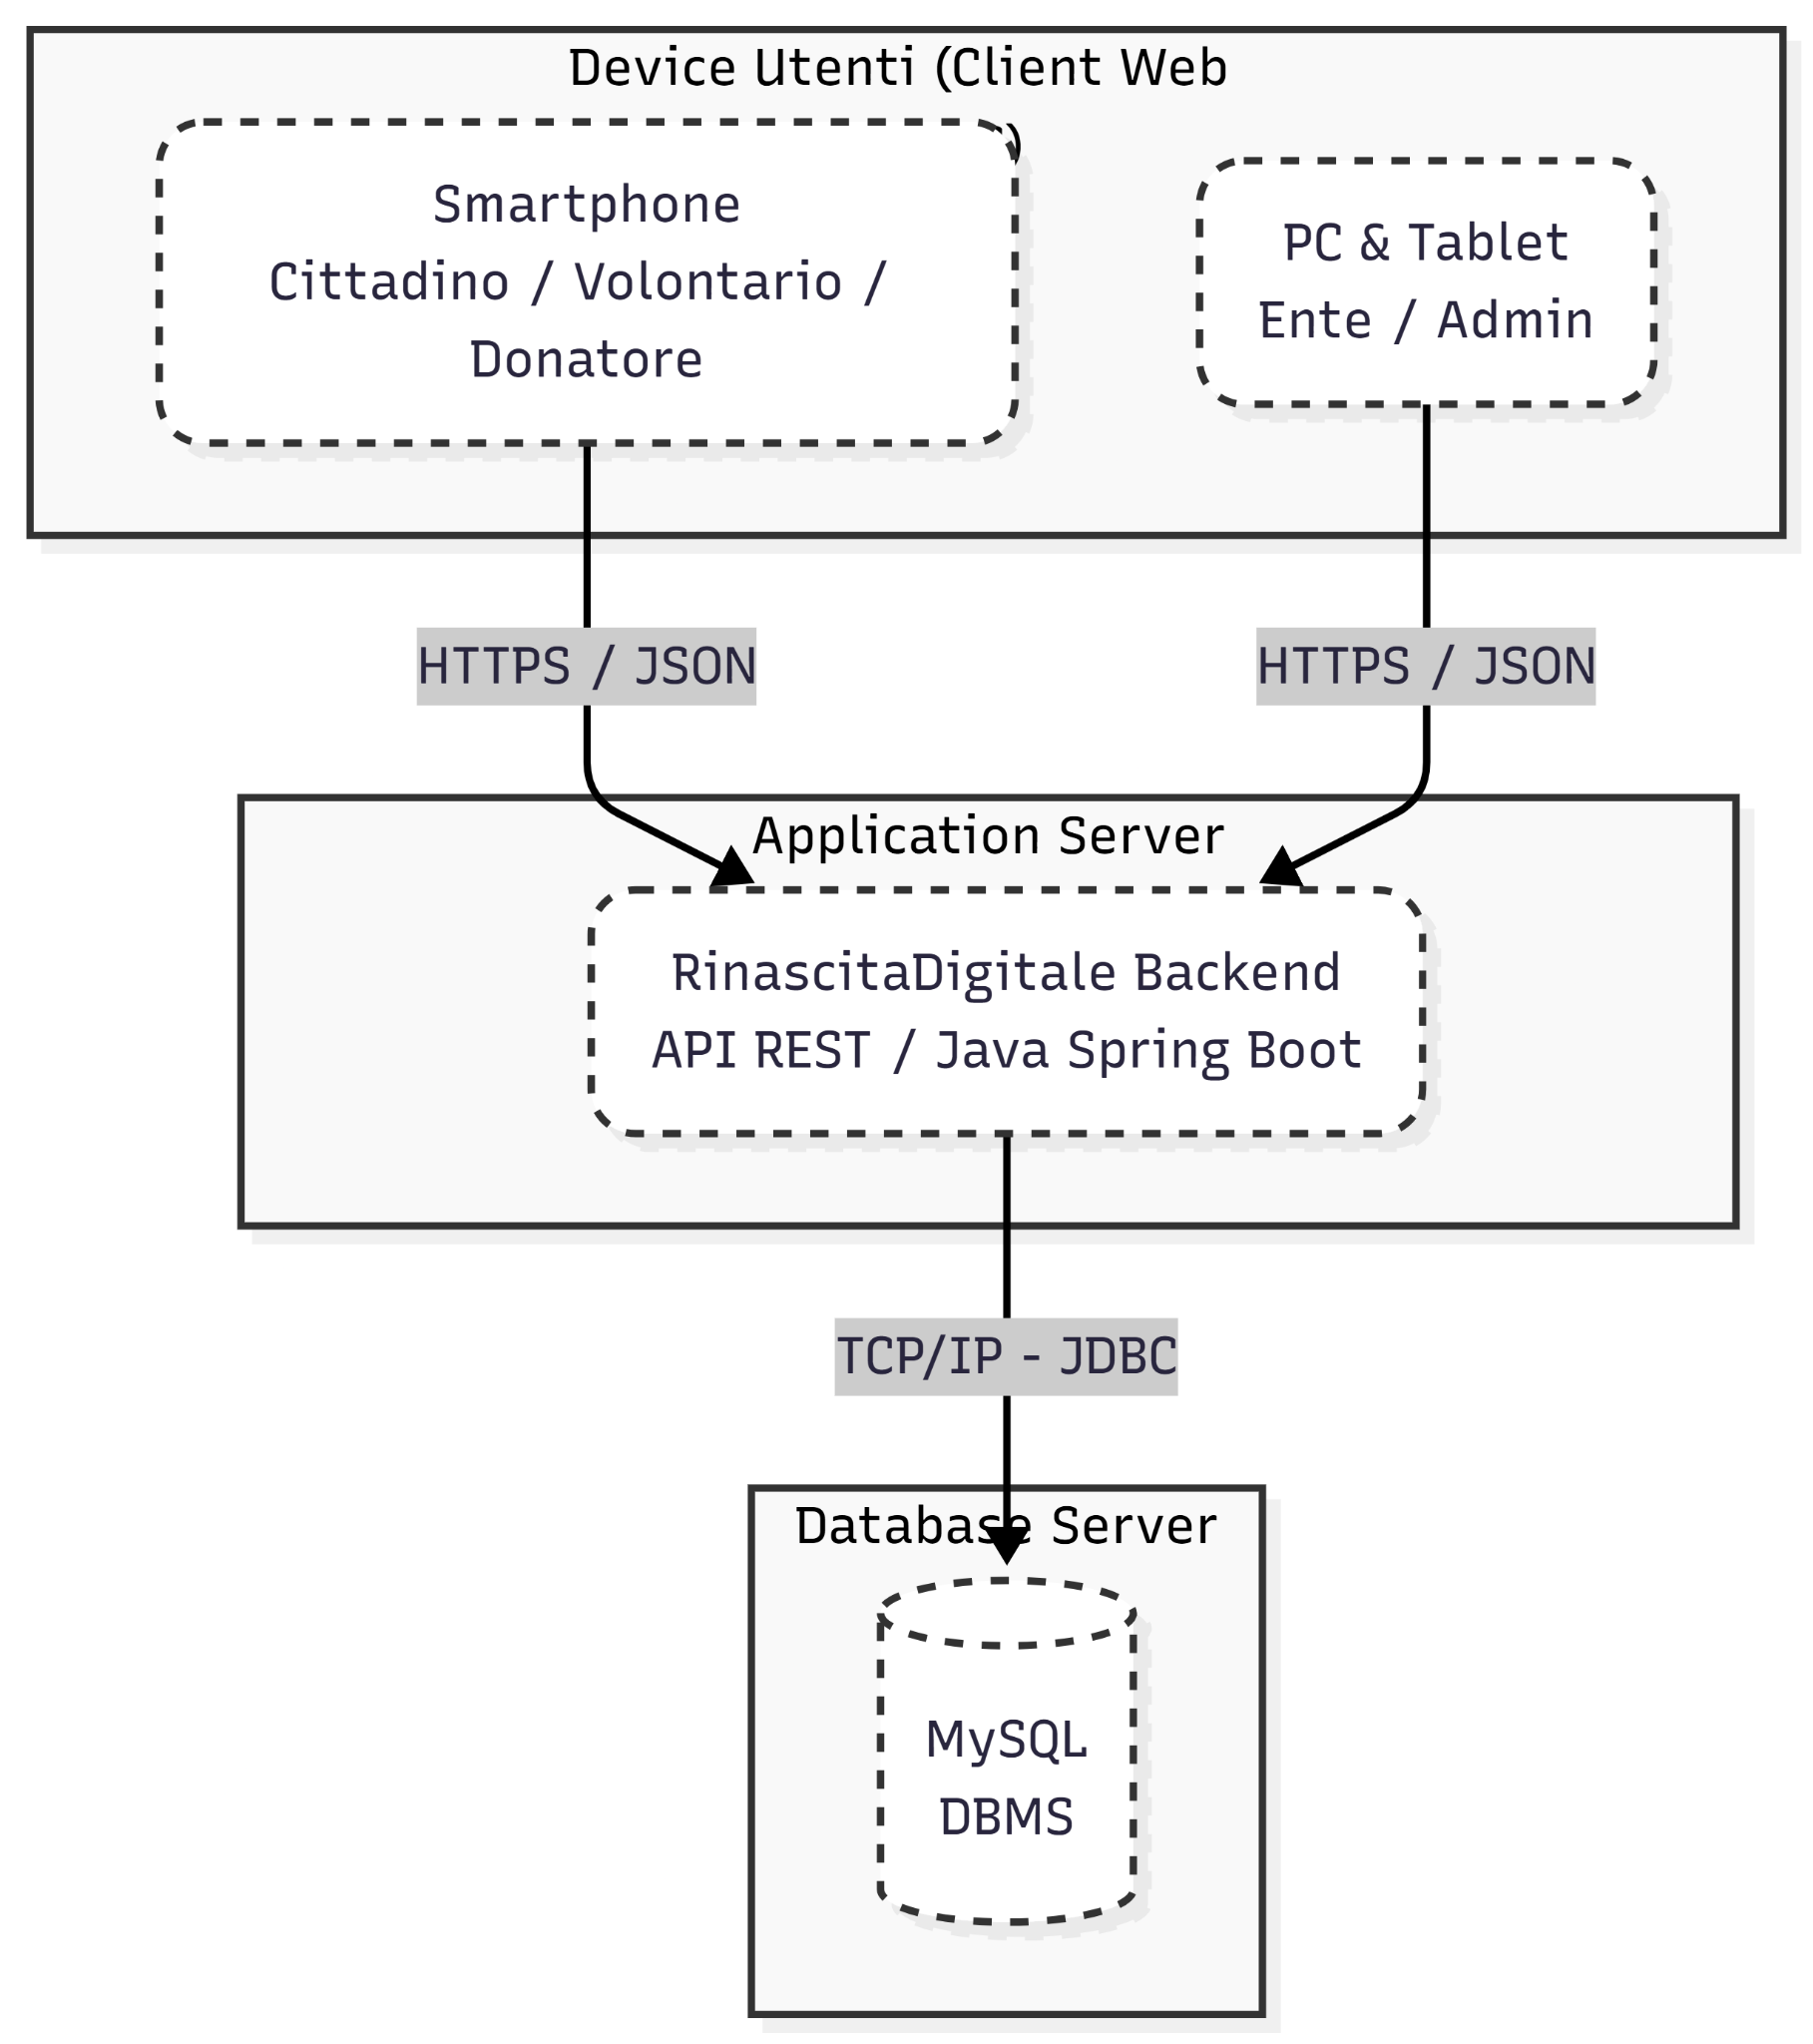 Device Utenti (Client Web
)
Smartphone
Cittadino / Volontario /
Donatore
PC & Tablet
Ente / Admin
HTTPS / JSON
HTTPS / JSON
Application Server
RinascitaDigitale Backend
API REST / Java Spring Boot
TCP/IP - JDBC
Database Server
MySQL
DBMS